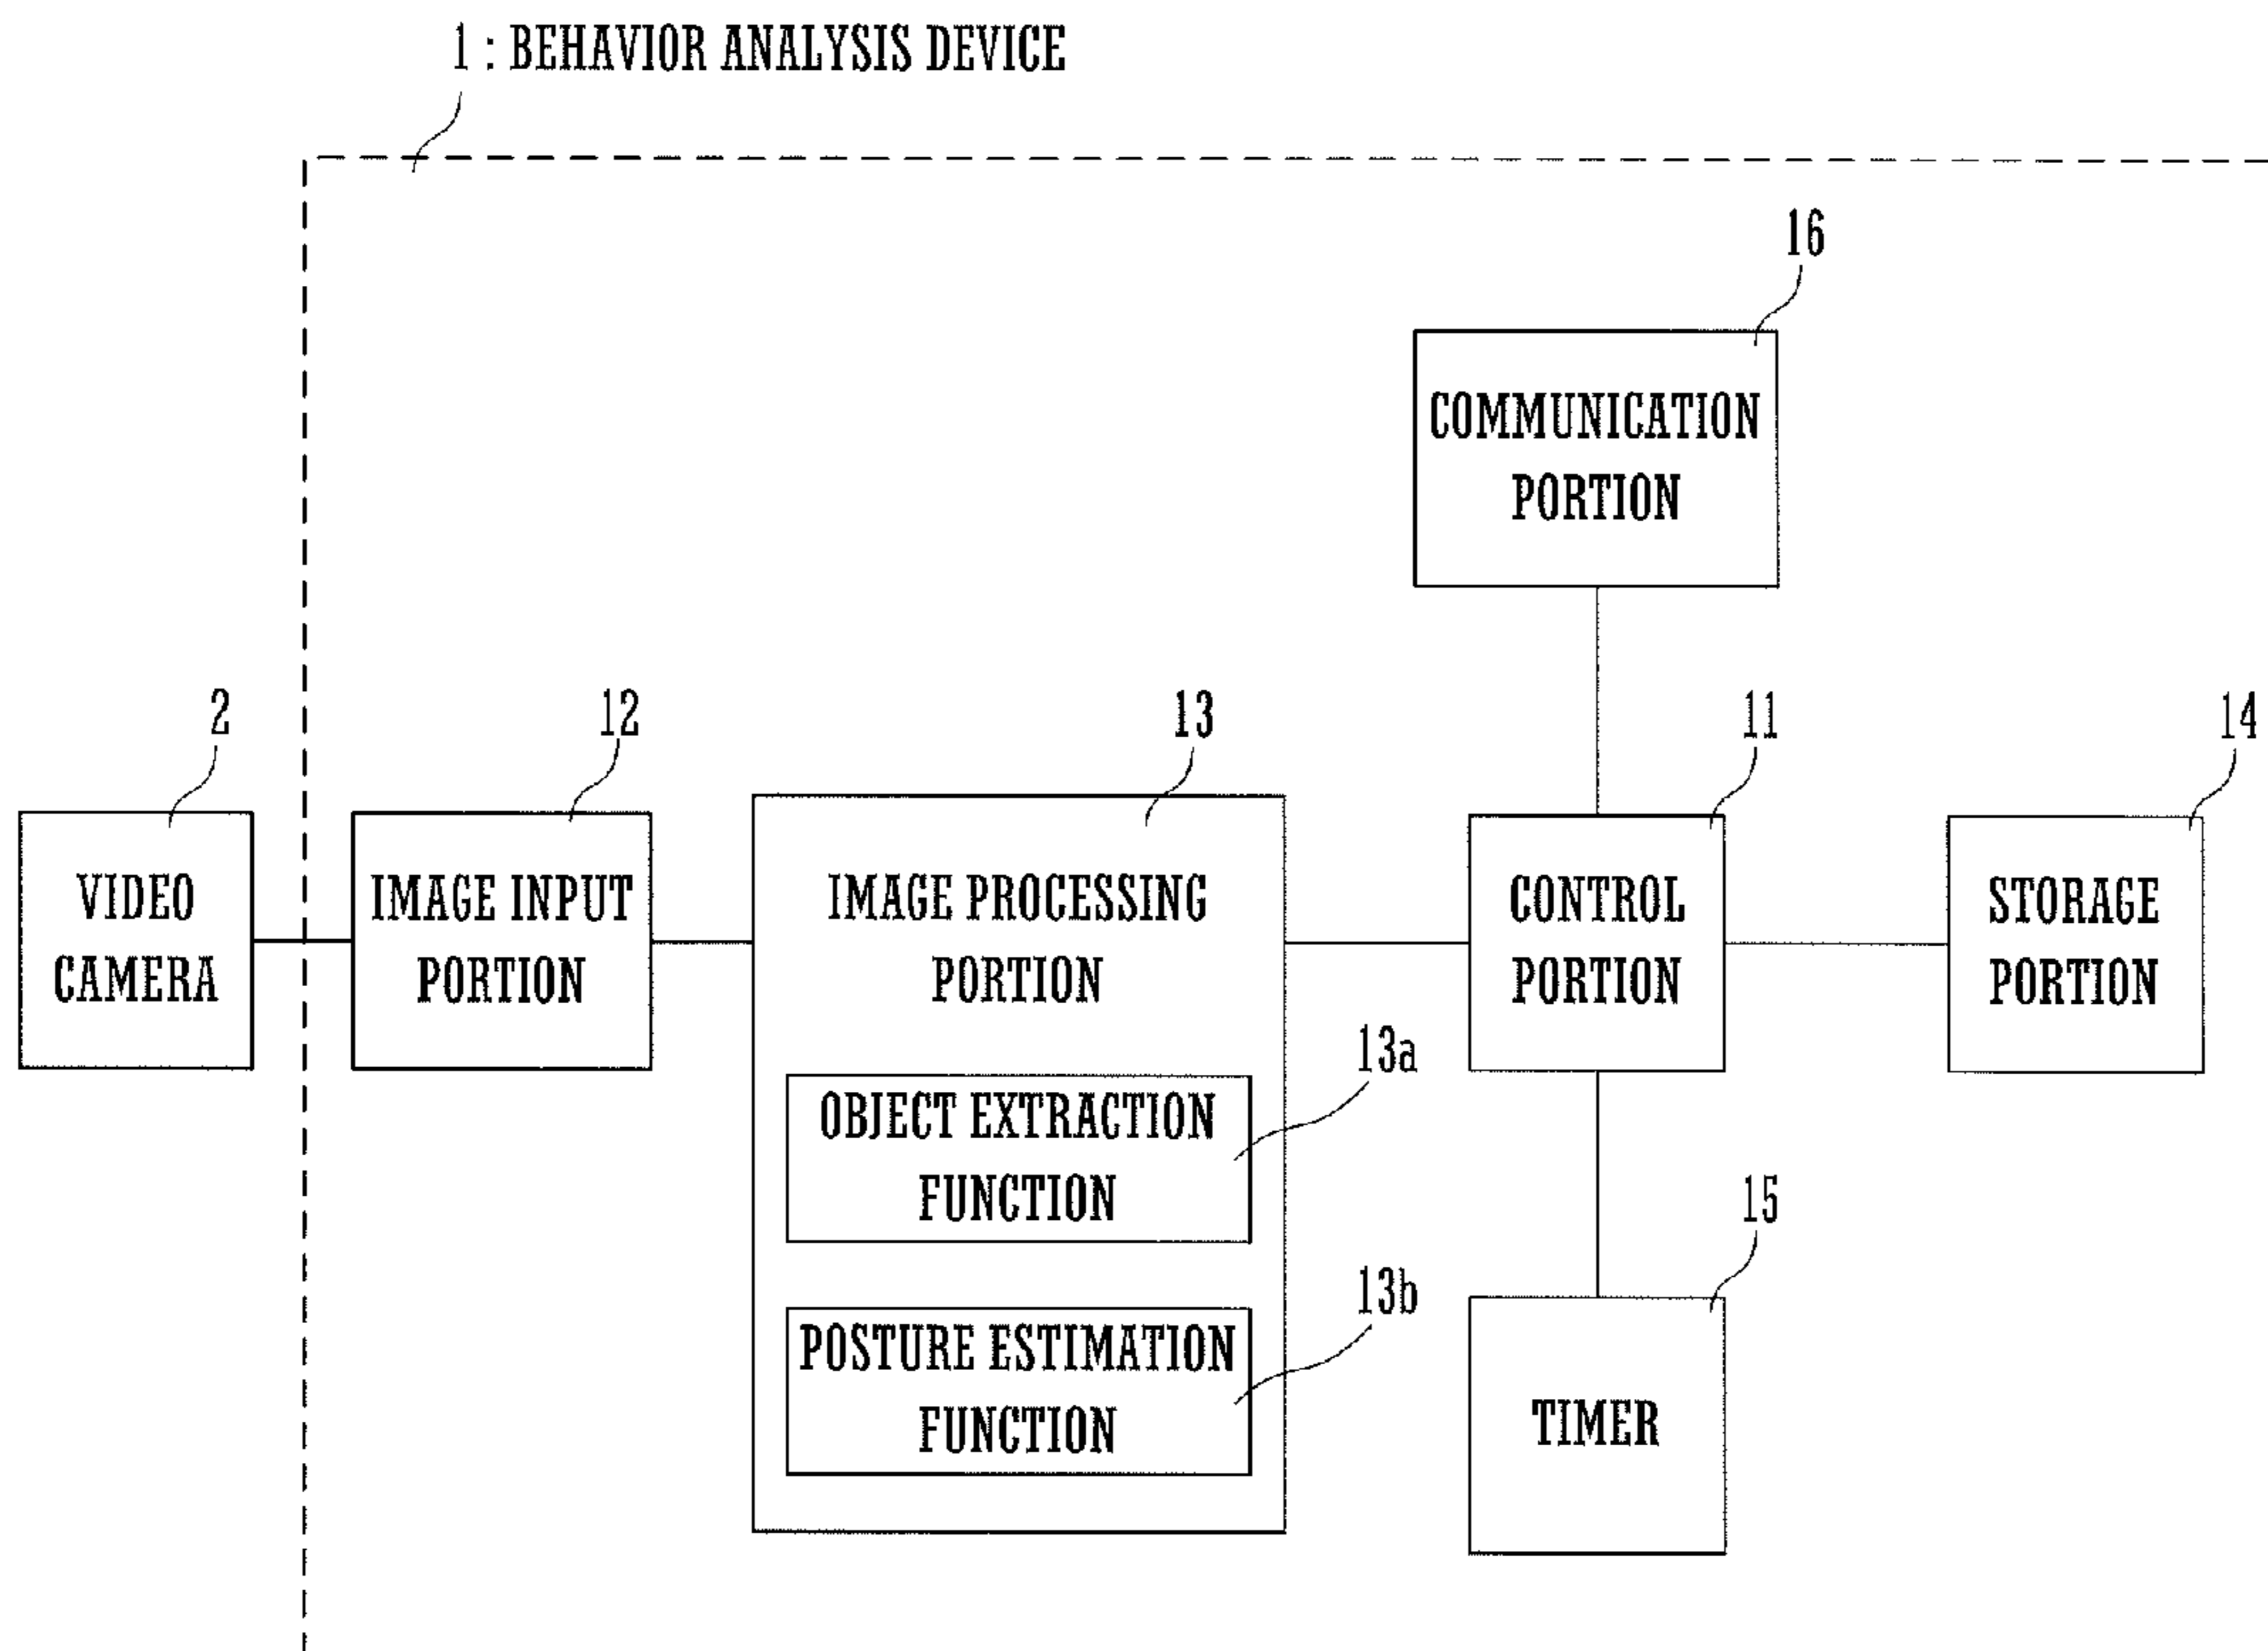 1 : BEHAVIOR ANALYSIS DEVICE
16
COMMUNICATION
PORTION
2
12
13
11
14
VIDEO
CAMERA
IMAGE INPUT
PORTION
IMAGE PROCESSING
PORTION
CONTROL
PORTION
STORAGE
PORTION
13a
OBJECT EXTRACTION
FUNCTION
13b
POSTURE ESTIMATION
FUNCTION
15
TIMER